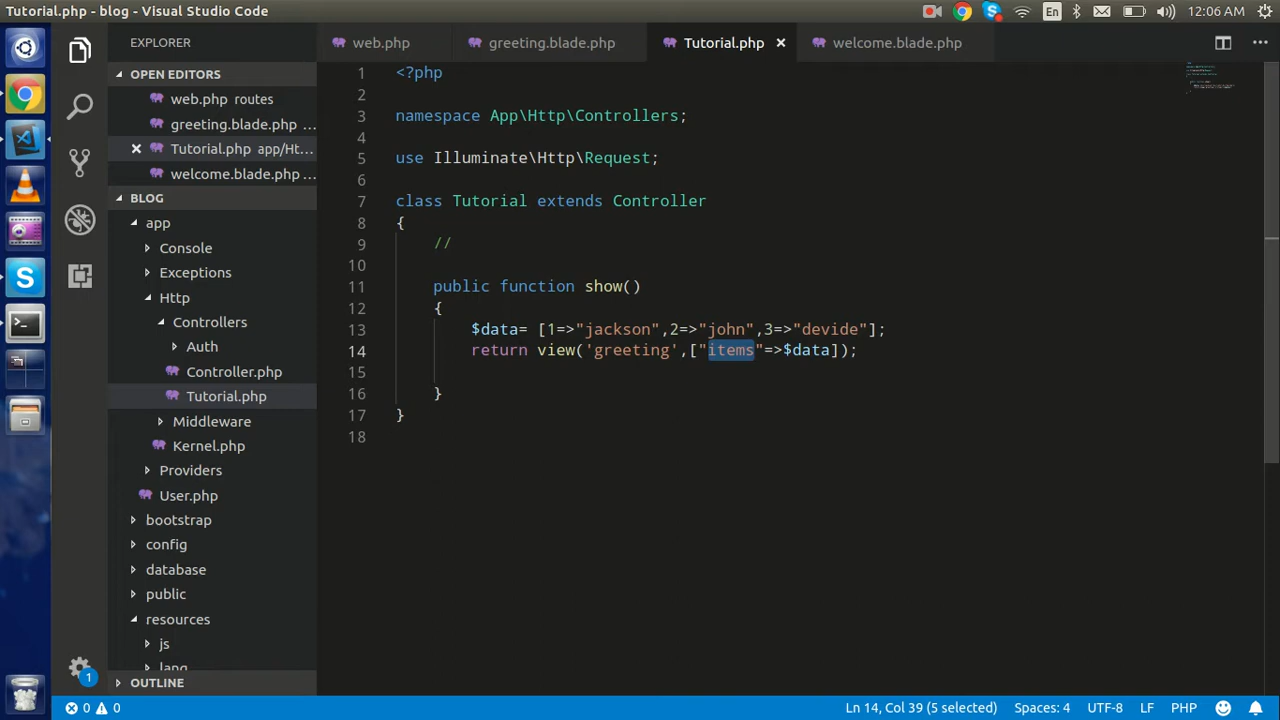 Tutorial.php - blog - Visual Studio Code
En
12:06 AM
EXPLORER
web.php
greeting.blade.php
Tutorial.php
welcome.blade.php
OPEN EDITORS
web.php routes
greeting.blade.php ...
Tutorial.php app/Ht...
welcome.blade.php ...
BLOG
app
Console
Exceptions
Http
Controllers
Auth
Controller.php
Tutorial.php
Middleware
Kernel.php
Providers
User.php
bootstrap
config
database
public
resources
js
lang
OUTLINE
1 <?php
2
3 namespace App\Http\Controllers;
4
5 use Illuminate\Http\Request;
6
7 class Tutorial extends Controller
8 {
9 //
10
11 public function show()
12 {
13 $data= [1=>"jackson",2=>"john",3=>"devide"];
14 return view('greeting',["items"=>$data]);
15
16 }
17 }
18
1
0 0
Ln 14, Col 39 (5 selected)
Spaces: 4
UTF-8
LF
PHP